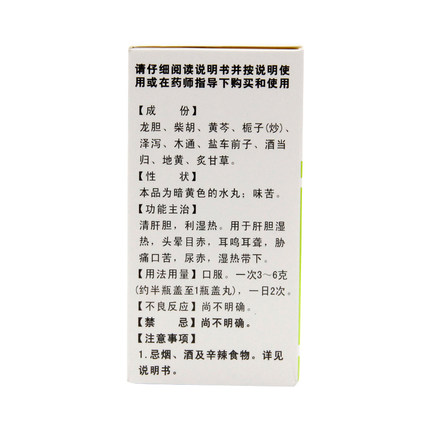 请仔细阅读说明书并按说明使
用或在药师指导下购买和使用
【成　份】
龙胆、柴胡、黄芩、栀子(炒)、
泽泻、木通、盐车前子、酒当
归、地黄、炙甘草。
【性　状】
本品为暗黄色的水丸；味苦。
【功能主治】
清肝胆，利湿热。用于肝胆湿
热，头晕目赤，耳鸣耳聋，胁
痛口苦，尿赤，湿热带下。
【用法用量】口服。一次3～6克
(约半瓶盖至1瓶盖丸)，一日2次。
【不良反应】尚不明确。
【禁　忌】尚不明确。
【注意事项】
1.忌烟、酒及辛辣食物。详见
说明书。